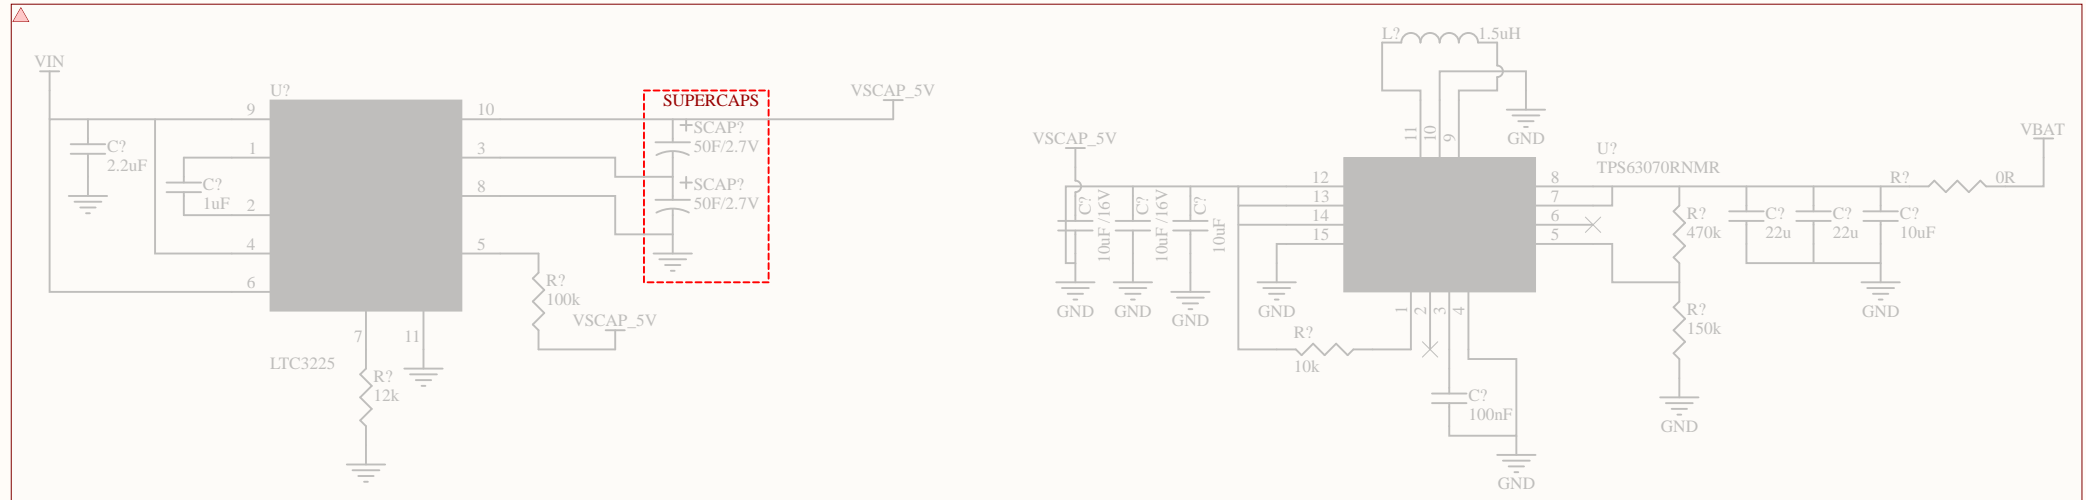 VIN
U?
9
10
1
3
2
8
4
5
6
7
11
C?
2.2uF
C?
1uF
LTC3225
R?
12k
SUPERCAPS
+SCAP?
50F/2.7V
+SCAP?
50F/2.7V
VSCAP_5V
R?
100k
VSCAP_5V
L?
1.5uH
GND
11
10
9
VSCAP_5V
U?
TPS63070RNMR
VBAT
12
13
14
15
8
7
6
5
C?
10uF/16V
C?
10uF/16V
C?
10uF
GND
GND
GND
GND
R?
470k
C?
22u
C?
22u
C?
10uF
R?
0R
GND
1
2
3
4
R?
10k
R?
150k
GND
C?
100nF
GND